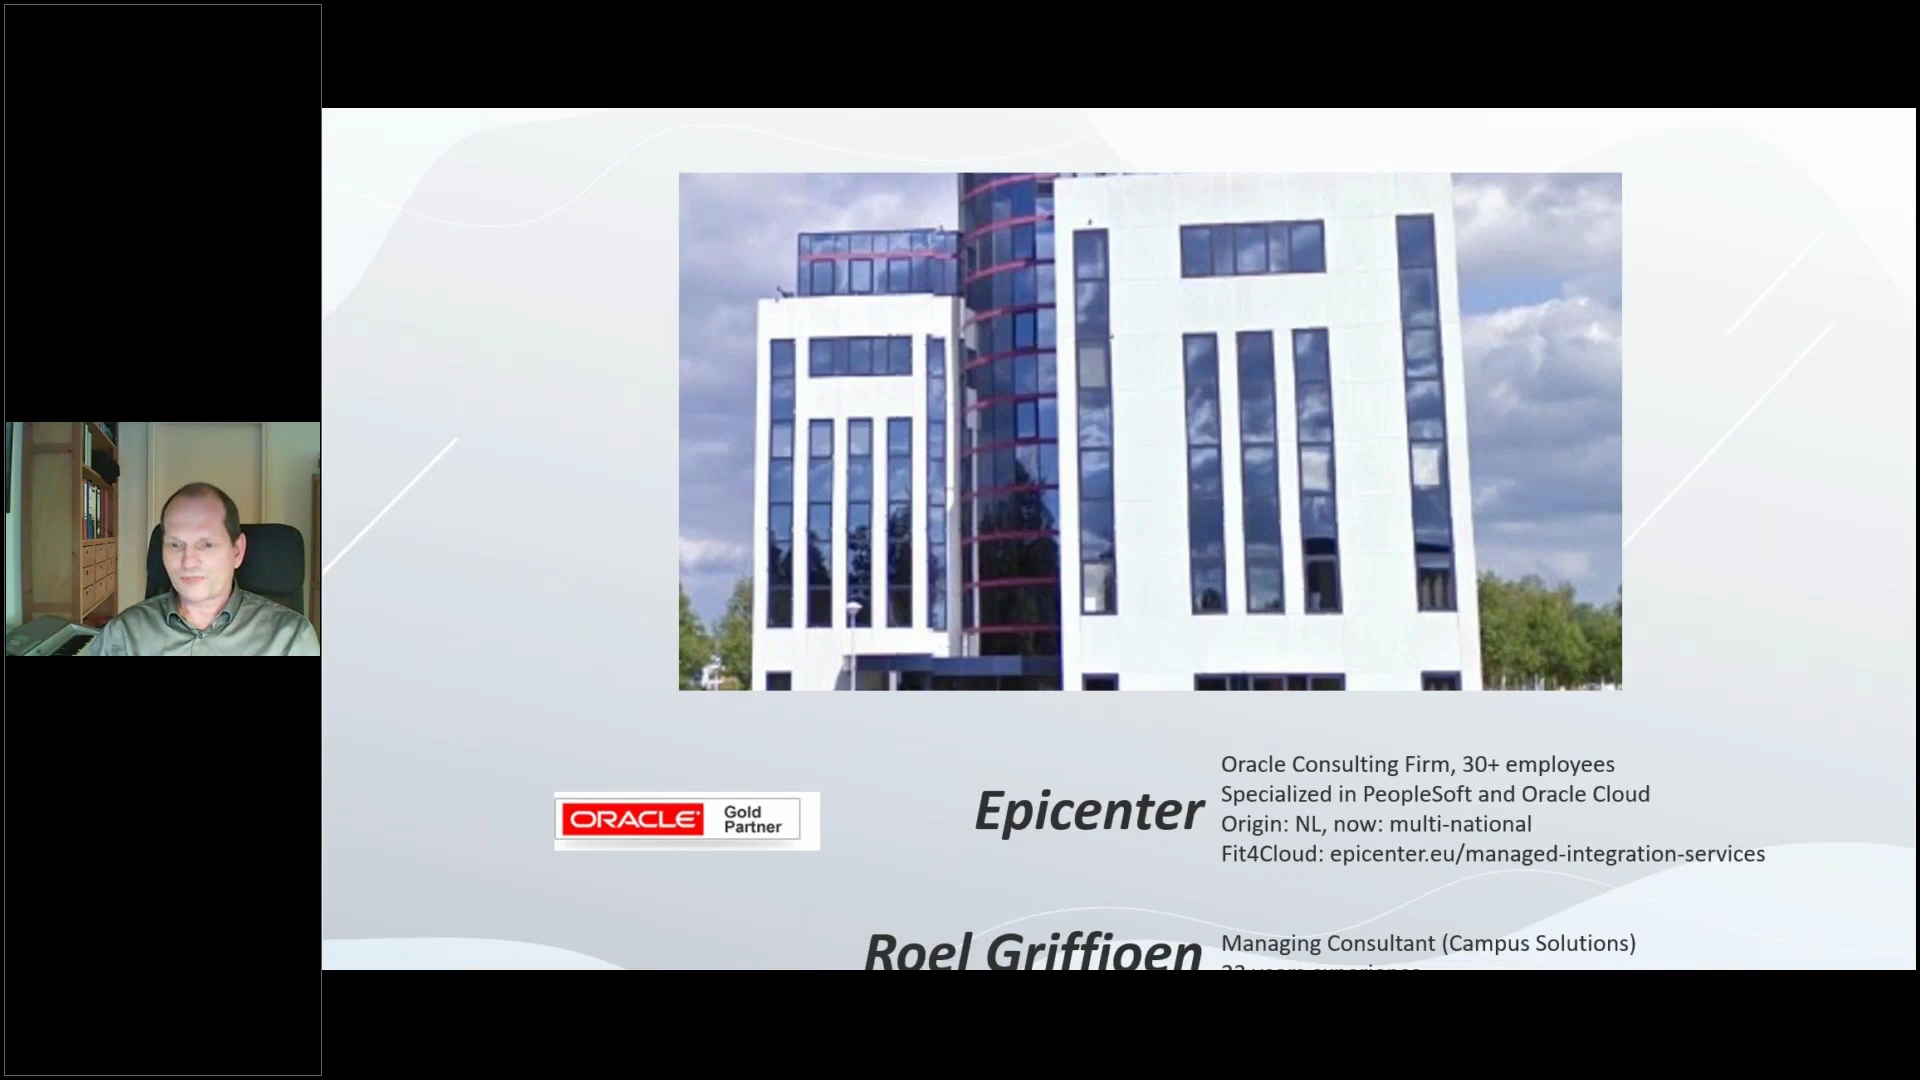 ORACLE
Gold
Partner
Epicenter
Oracle Consulting Firm, 30+ employees
Specialized in PeopleSoft and Oracle Cloud
Origin: NL, now: multi-national
Fit4Cloud: epicenter.eu/managed-integration-services
Roel Griffioen
Managing Consultant (Campus Solutions)